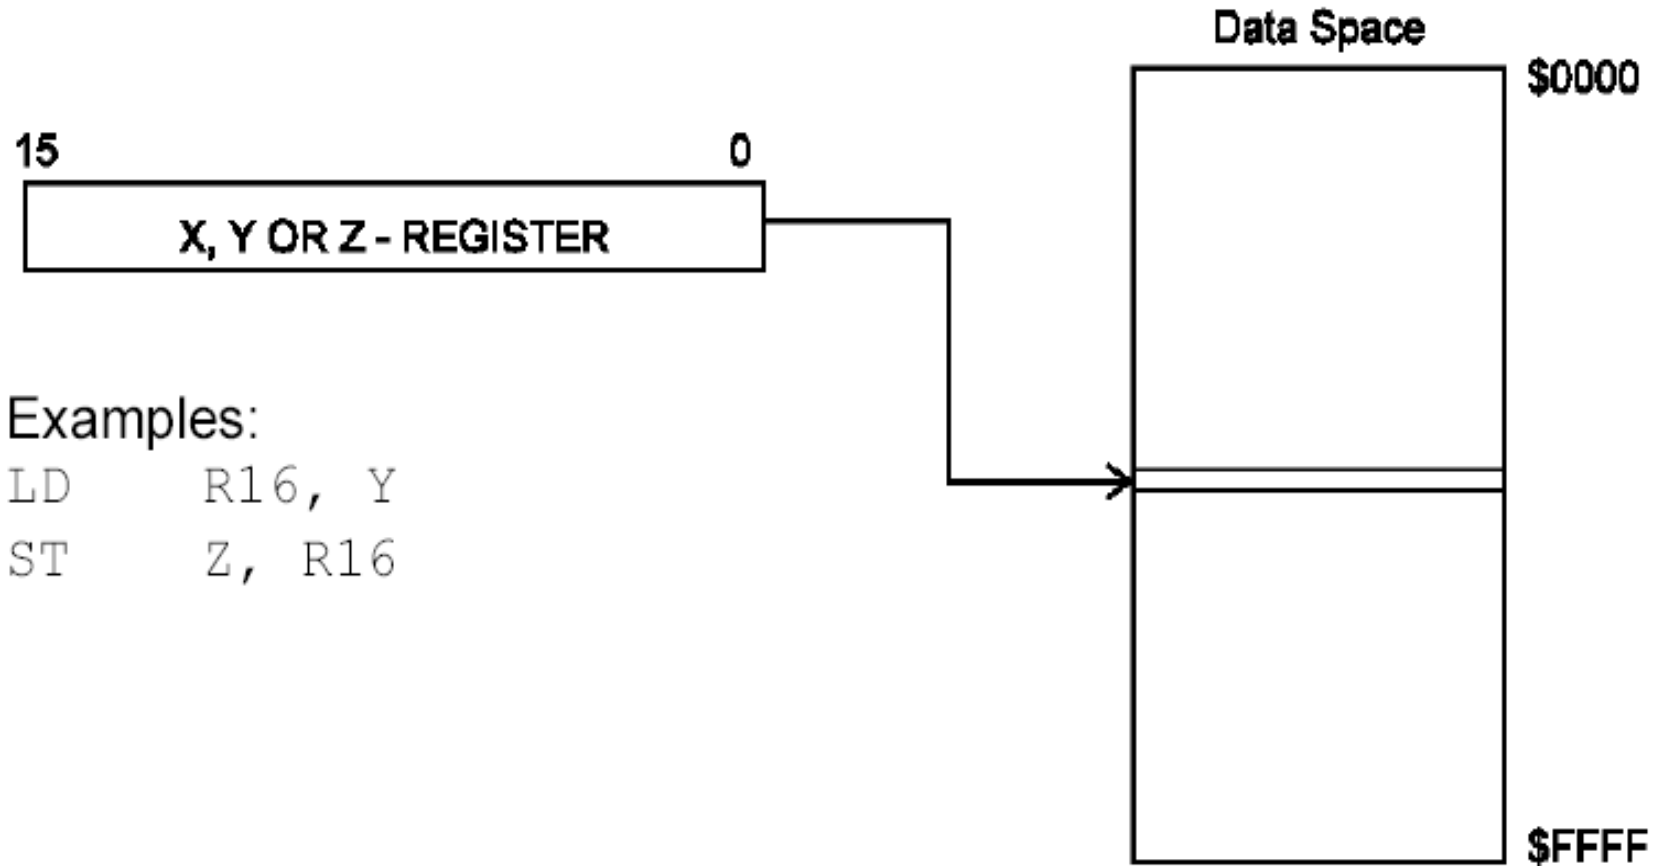 Data Space
$0000
15 0
X, Y OR Z - REGISTER
Examples:
LD R16, Y
ST Z, R16
$FFFF